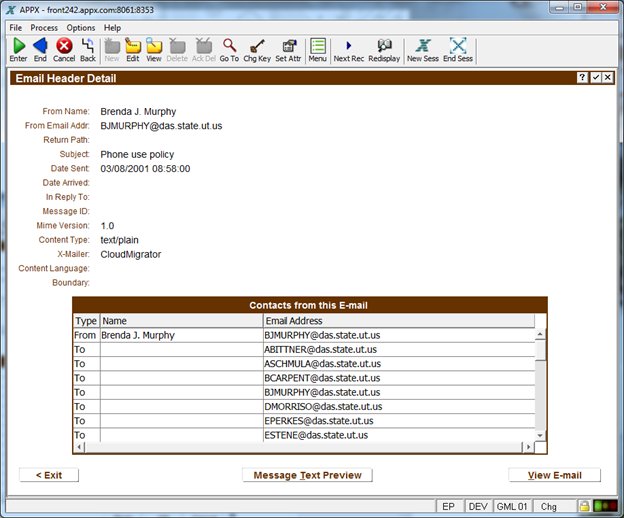 APPX - front242.appx.com:8061:8353
File Process Options Help
Enter End Cancel Back New Edit View Delete Ack Del Go To Chg Key Set Attr Menu Next Rec Redisplay New Sess End Sess
Email Header Detail
From Name: Brenda J. Murphy
From Email Addr: BJMURPHY@das.state.ut.us
Return Path:
Subject: Phone use policy
Date Sent: 03/08/2001 08:58:00
Date Arrived:
In Reply To:
Message ID:
Mime Version: 1.0
Content Type: text/plain
X-Mailer: CloudMigrator
Content Language:
Boundary:
Contacts from this E-mail
Type Name Email Address
From Brenda J. Murphy BJMURPHY@das.state.ut.us
To ABITTNER@das.state.ut.us
To ASCHMULA@das.state.ut.us
To BCARPENT@das.state.ut.us
To BJMURPHY@das.state.ut.us
To DMORRISO@das.state.ut.us
To EPERKES@das.state.ut.us
To ESTENE@das.state.ut.us
< Exit Message Text Preview View E-mail
EP DEV GML 01 Chg